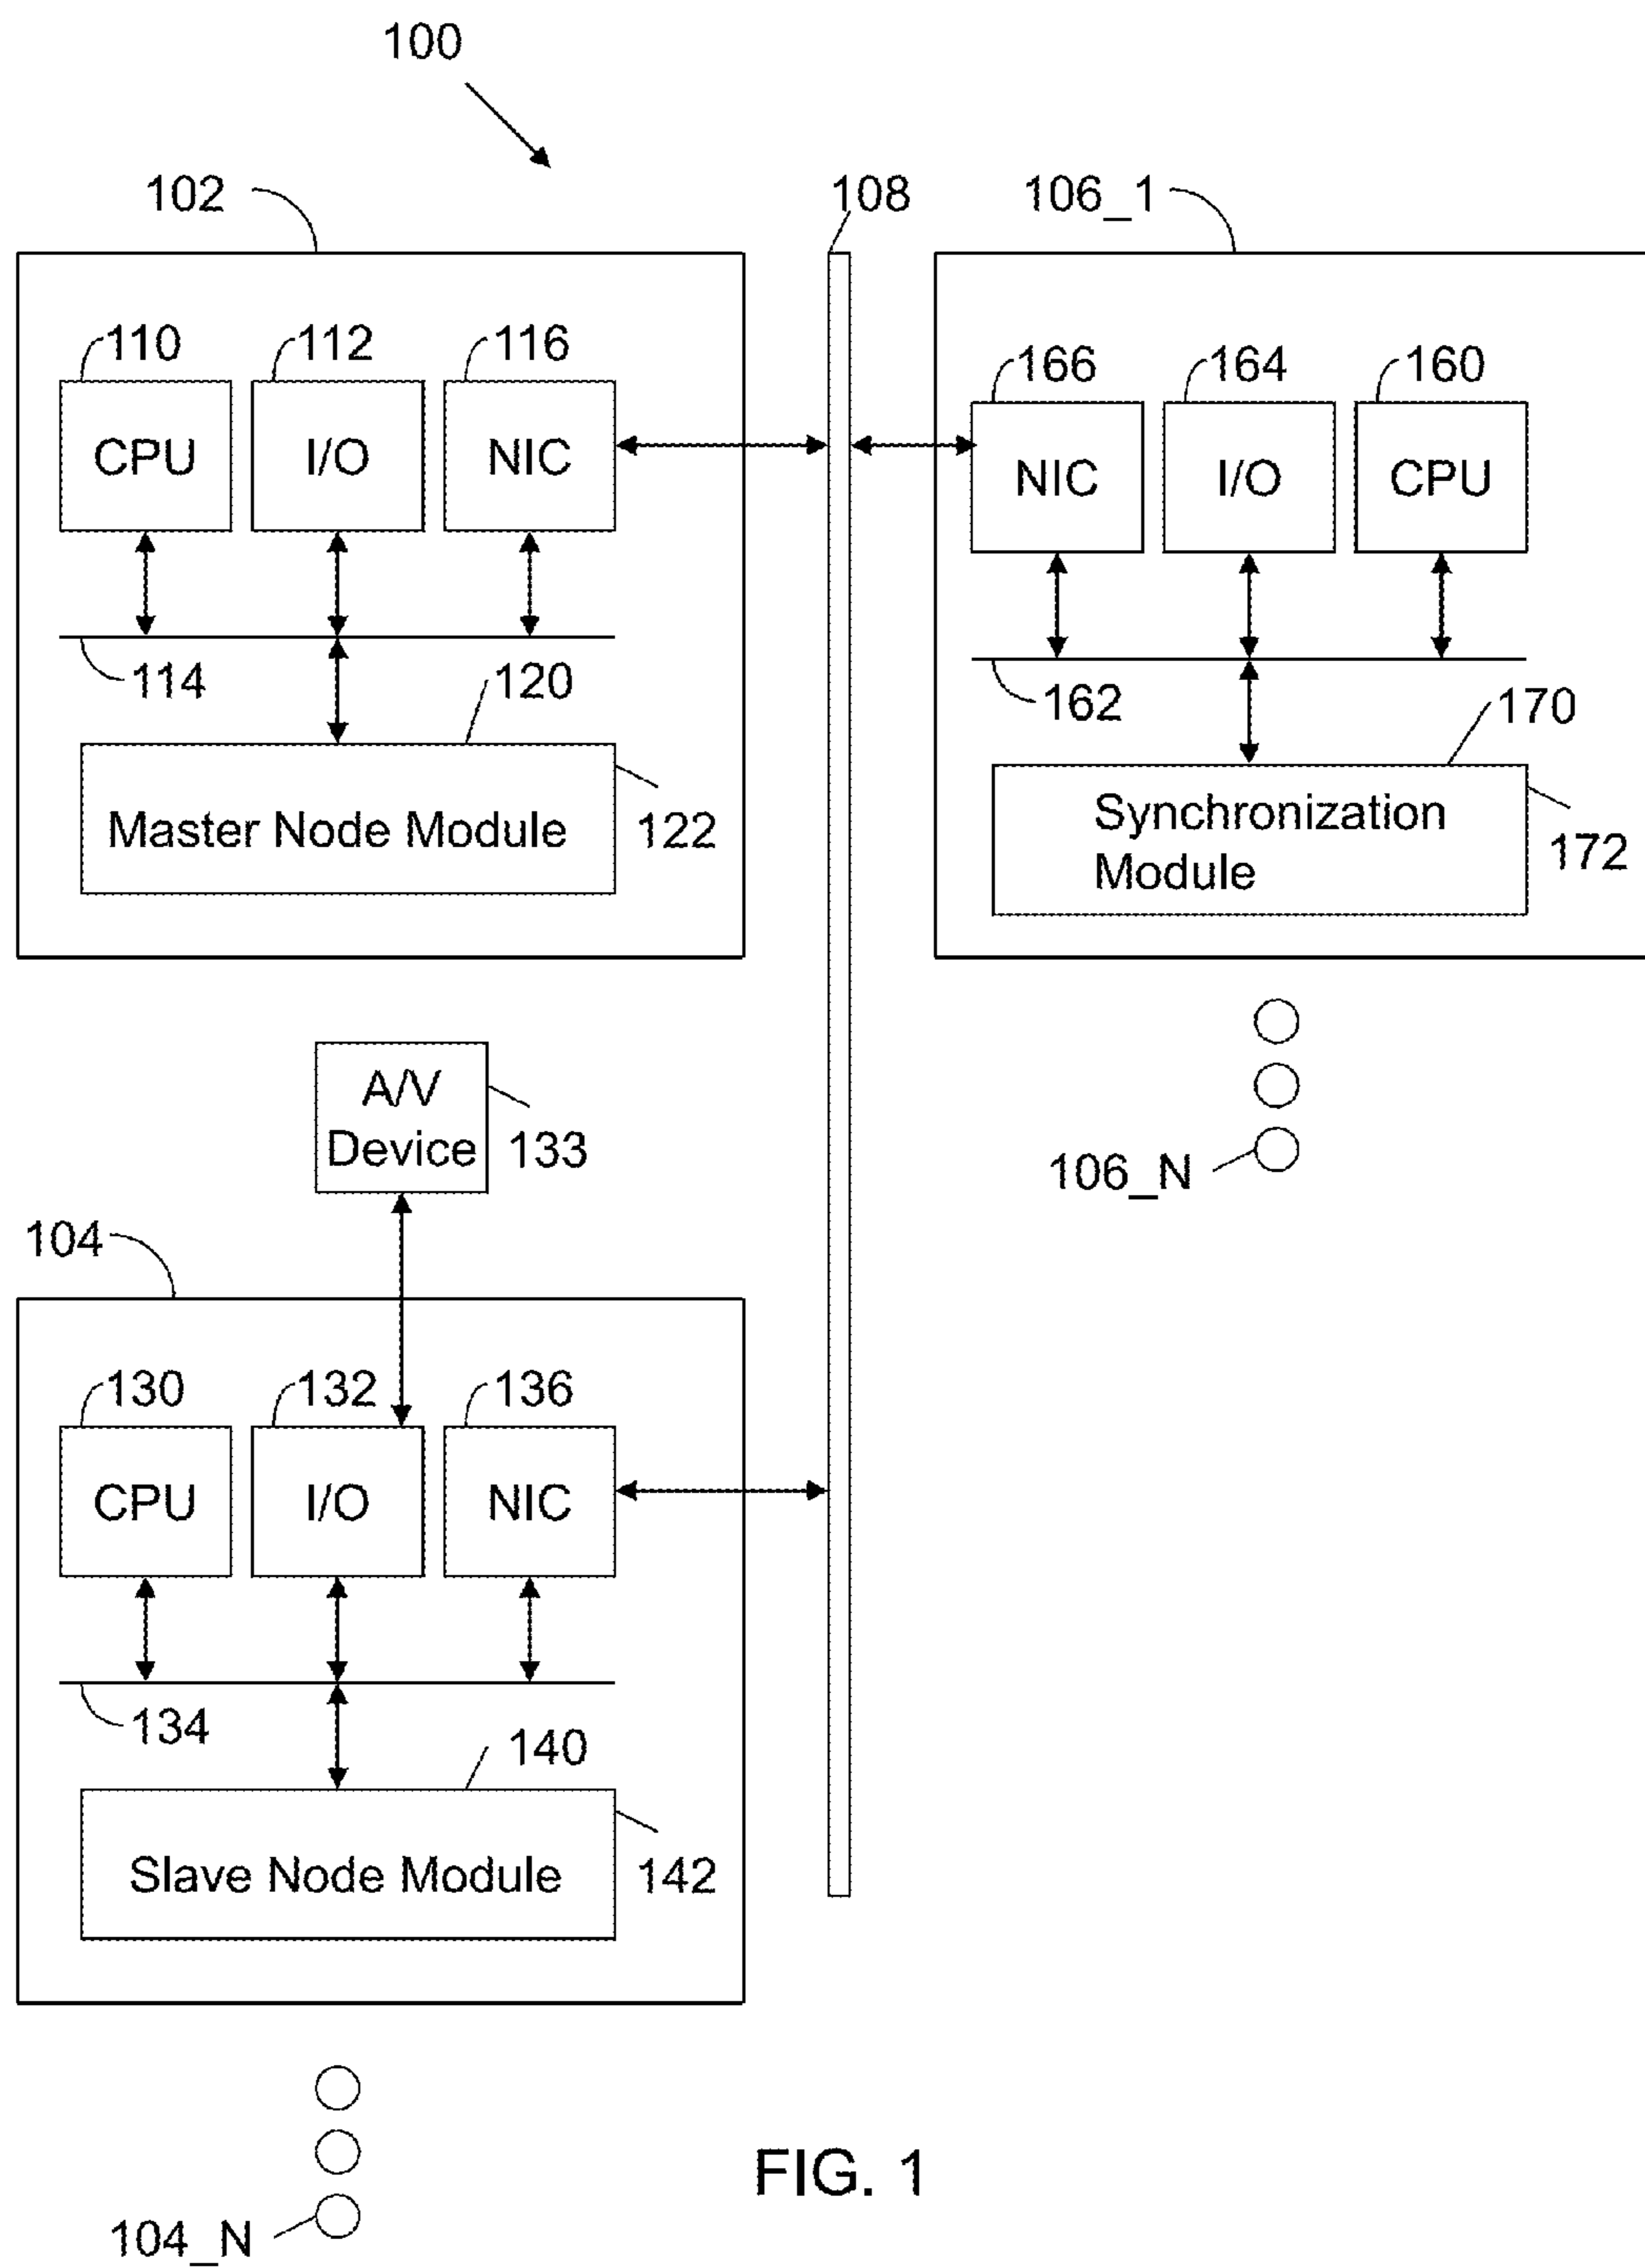 100
102
108
106_1
110
112
116
166
164
160
CPU
I/O
NIC
NIC
I/O
CPU
114
120
162
170
Master Node Module
122
Synchronization
Module
172
A/V
Device
133
106_N
104
130
132
136
CPU
I/O
NIC
134
140
Slave Node Module
142
104_N
FIG. 1